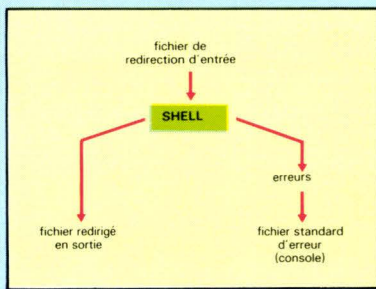 fichier de
redirection d'entrée
SHELL
erreurs
fichier redirigé
en sortie
fichier standard
d'erreur
(console)